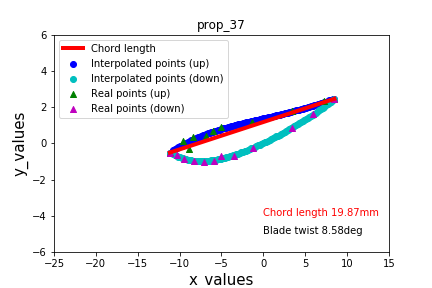 prop_37
Chord length
Interpolated points (up)
Interpolated points (down)
Real points (up)
Real points (down)
6
4
2
0
−2
−4
−6
y_values
Chord length 19.87mm
Blade twist 8.58deg
−25 −20 −15 −10 −5 0 5 10 15
x_values